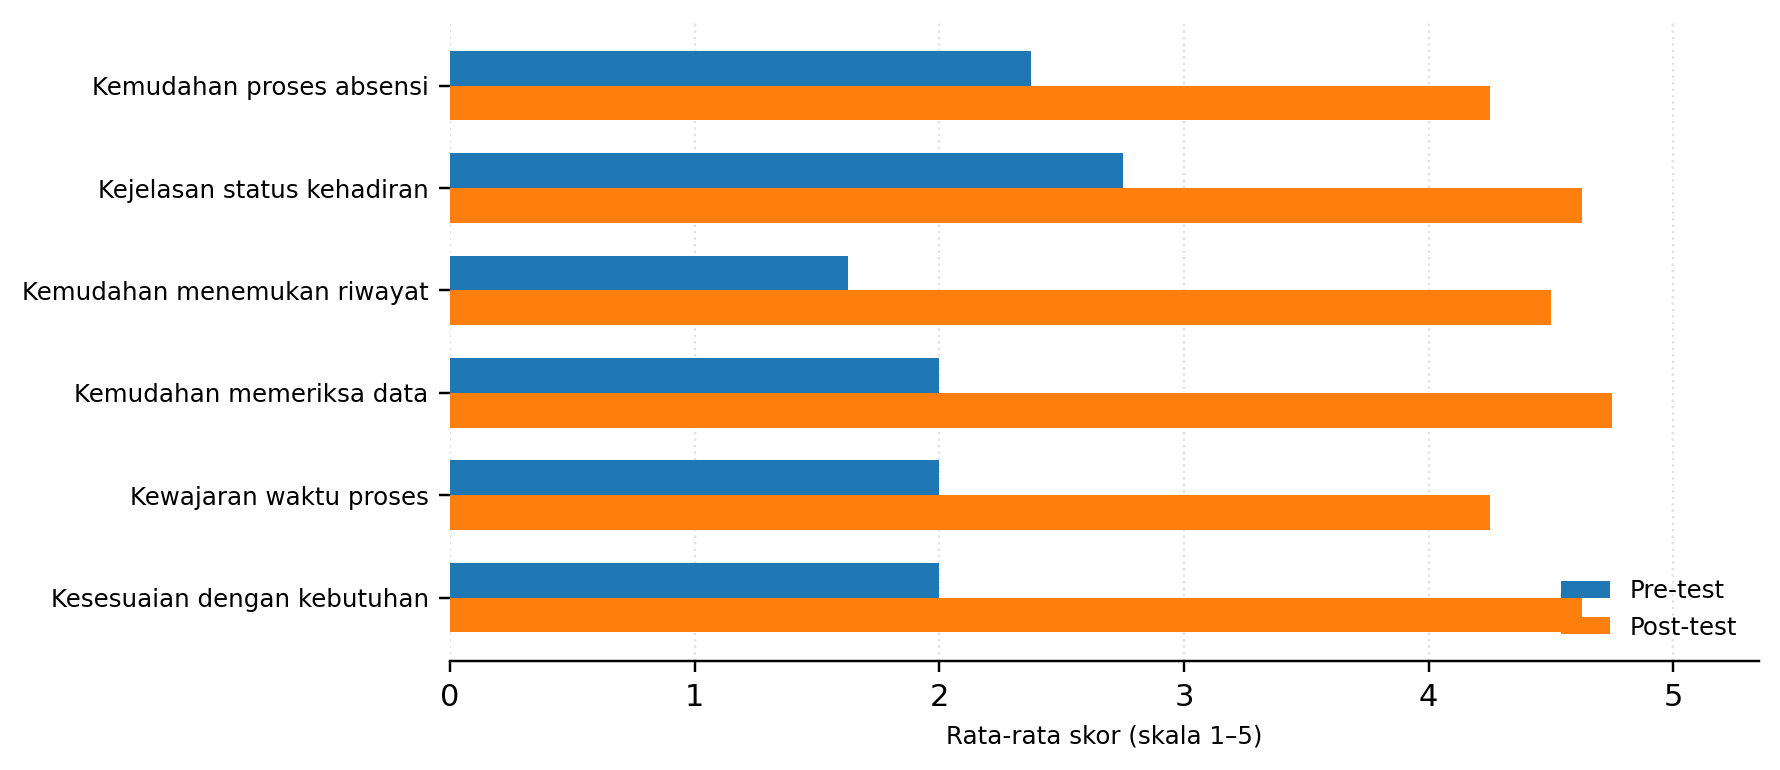 Kemudahan proses absensi
Kejelasan status kehadiran
Kemudahan menemukan riwayat
Kemudahan memeriksa data
Kewajaran waktu proses
Kesesuaian dengan kebutuhan
Pre-test
Post-test
0 1 2 3 4 5
Rata-rata skor (skala 1–5)